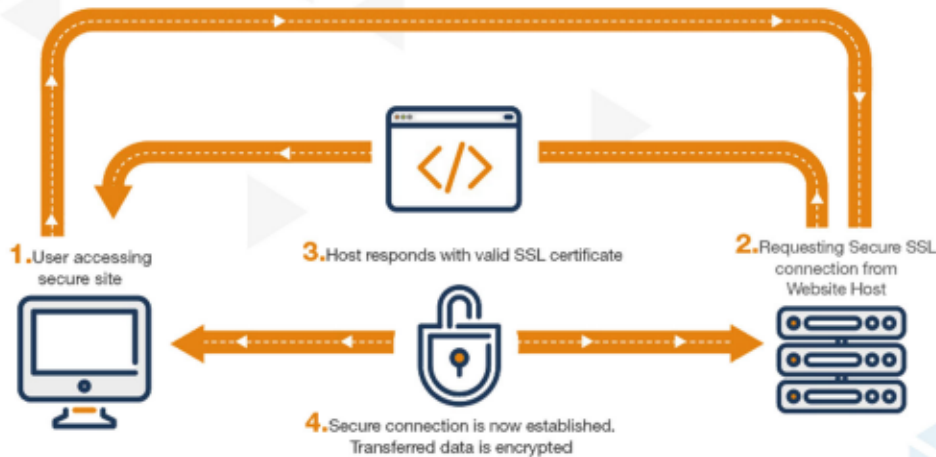 1.User accessing
secure site
2.Requesting Secure SSL
connection from
Website Host
3.Host responds with valid SSL certificate
4.Secure connection is now established.
Transferred data is encrypted